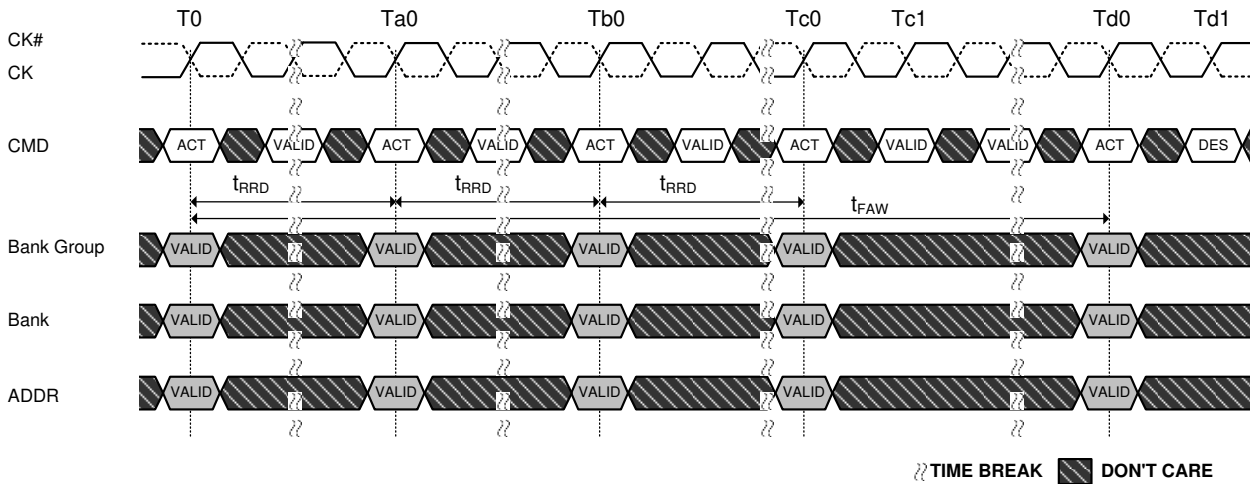 T0 Ta0 Tb0 Tc0 Tc1 Td0 Td1
CK#
CK
CMD ACT VALID ACT VALID ACT VALID ACT VALID VALID ACT DES
tRRD tRRD tRRD
tFAW
Bank Group VALID VALID VALID VALID VALID
Bank VALID VALID VALID VALID VALID
ADDR VALID VALID VALID VALID VALID
TIME BREAK DON'T CARE